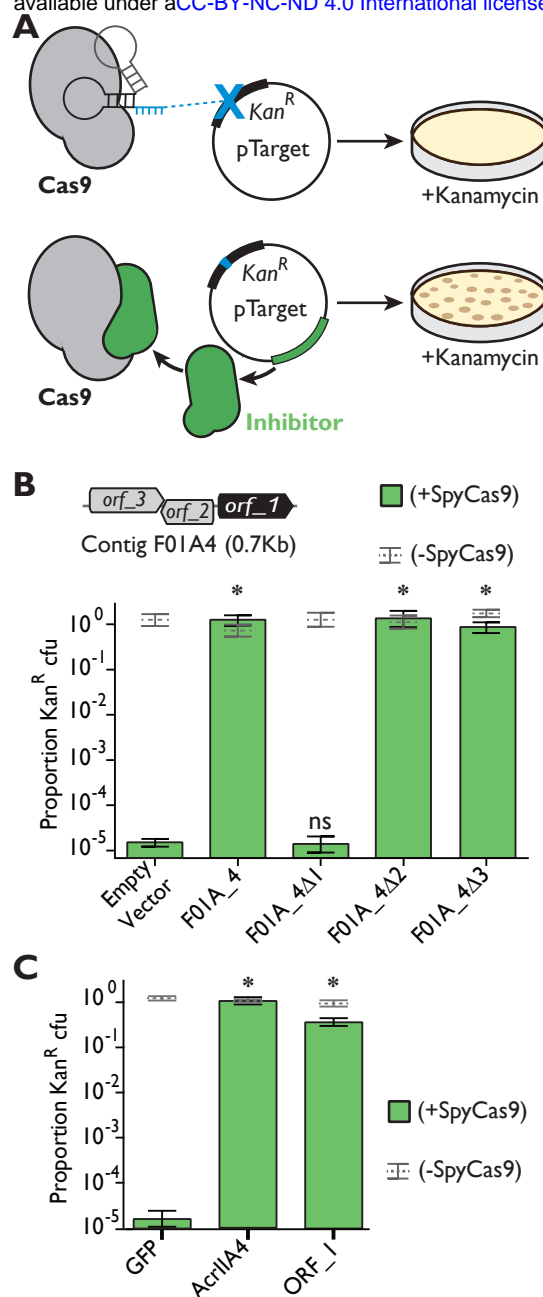 available under aCC-BY-NC-ND 4.0 International license
A
Kan^R
pTarget
Cas9
+Kanamycin
Kan^R
pTarget
Cas9
+Kanamycin
Inhibitor
B
orf_3
orf_2
orf_1
Contig F01A4 (0.7Kb)
(+SpyCas9)
(-SpyCas9)
Proportion Kan^R cfu
10^0
10^-1
10^-2
10^-3
10^-4
10^-5
*
ns
*
*
Empty
Vector
F01A_4
F01A_4Δ1
F01A_4Δ2
F01A_4Δ3
C
Proportion Kan^R cfu
10^0
10^-1
10^-2
10^-3
10^-4
10^-5
*
*
(+SpyCas9)
(-SpyCas9)
GFP
AcrIIA4
ORF_1